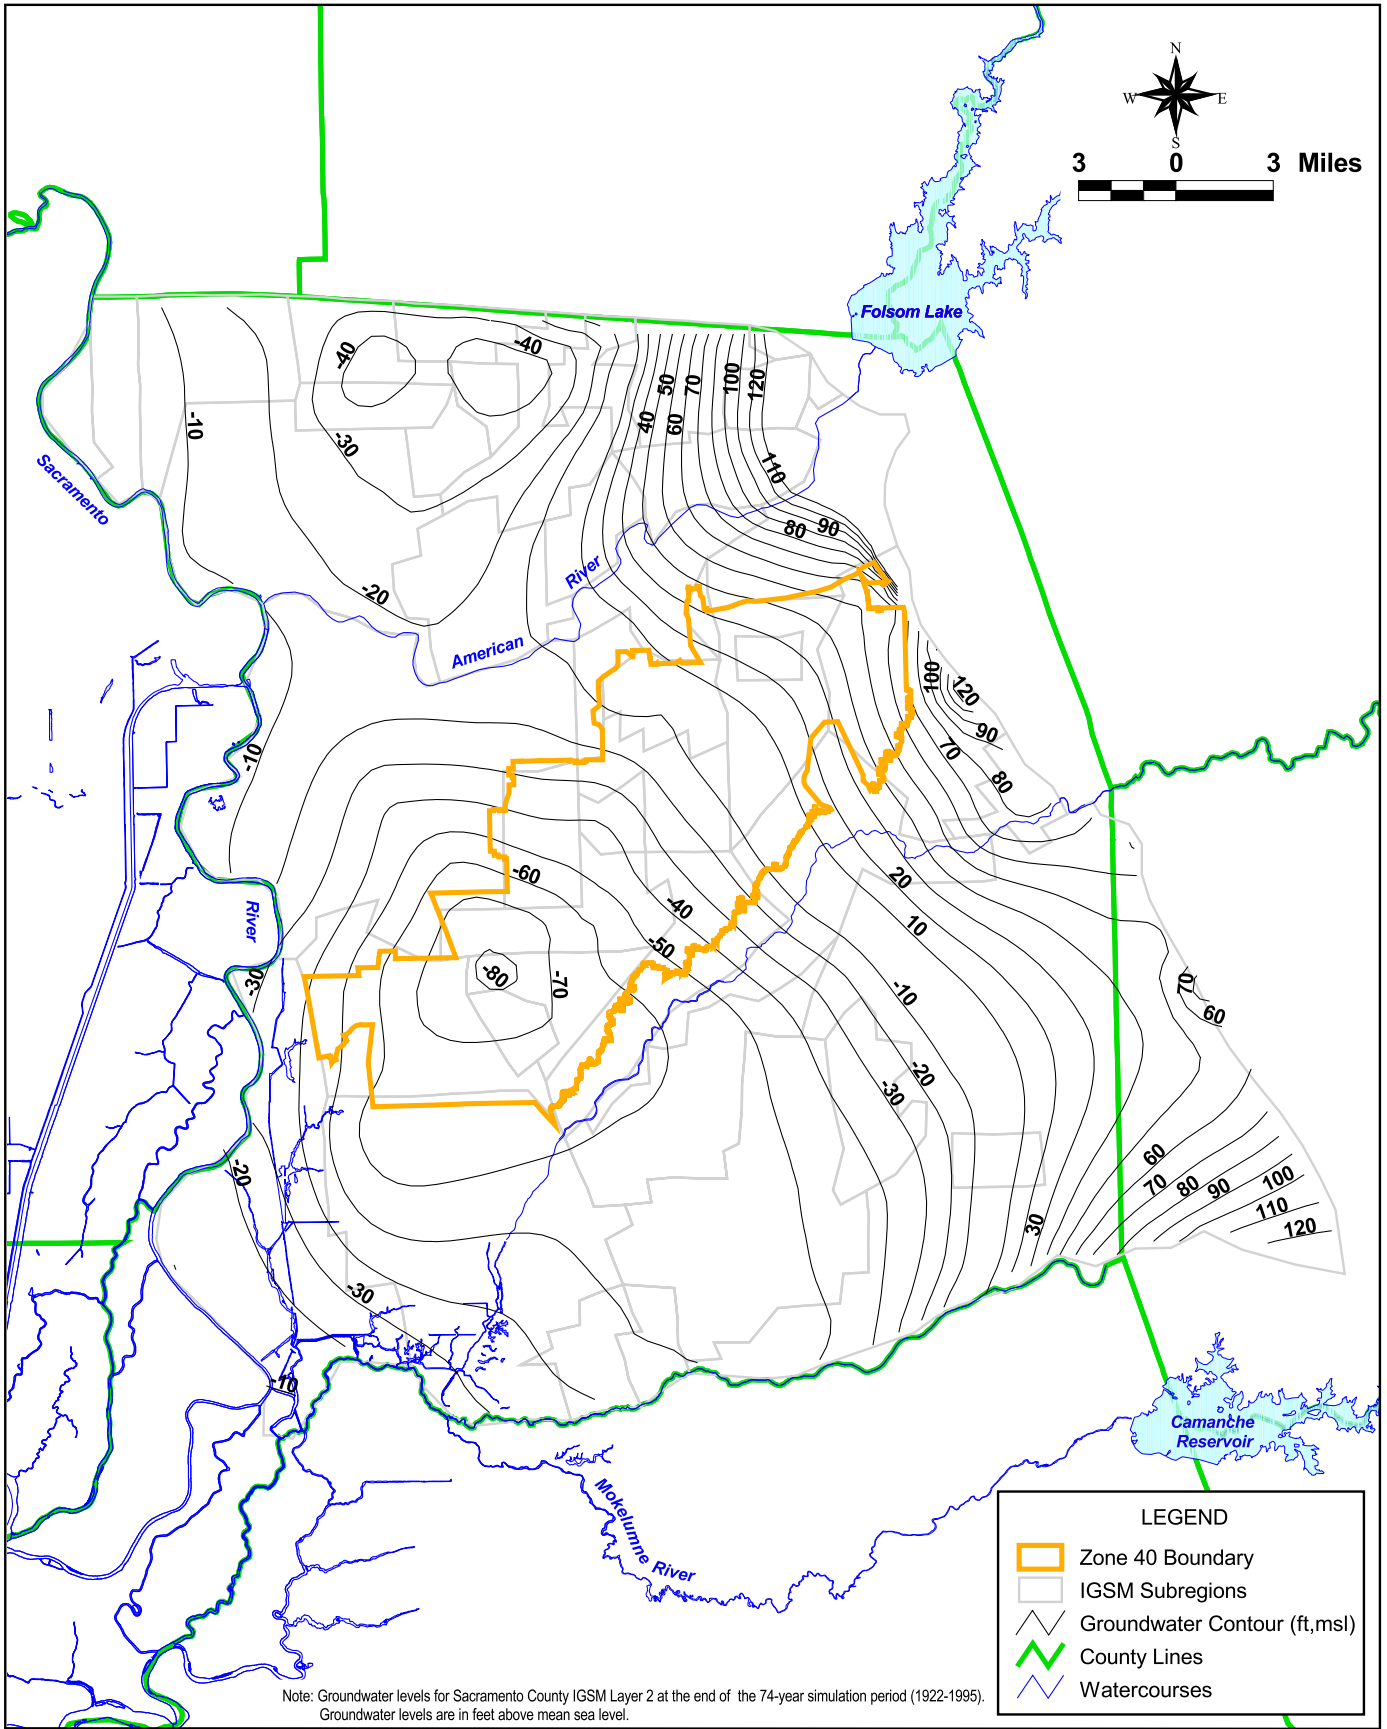 N
W E
S
3 0 3 Miles
Folsom Lake
-40
-40
-30
-10
50
70
100
120
40
60
110
80
90
Sacramento
-20
River
American
100
120
90
70
80
-10
-60
-40
-50
20
10
River
-30
-80
-70
-10
70
60
-20
-30
-20
60
70
80
90
100
110
120
30
-30
-10
Camanche
Reservoir
Mokelumne River
LEGEND
Zone 40 Boundary
IGSM Subregions
Groundwater Contour (ft,msl)
County Lines
Watercourses
Note: Groundwater levels for Sacramento County IGSM Layer 2 at the end of the 74-year simulation period (1922-1995).
Groundwater levels are in feet above mean sea level.